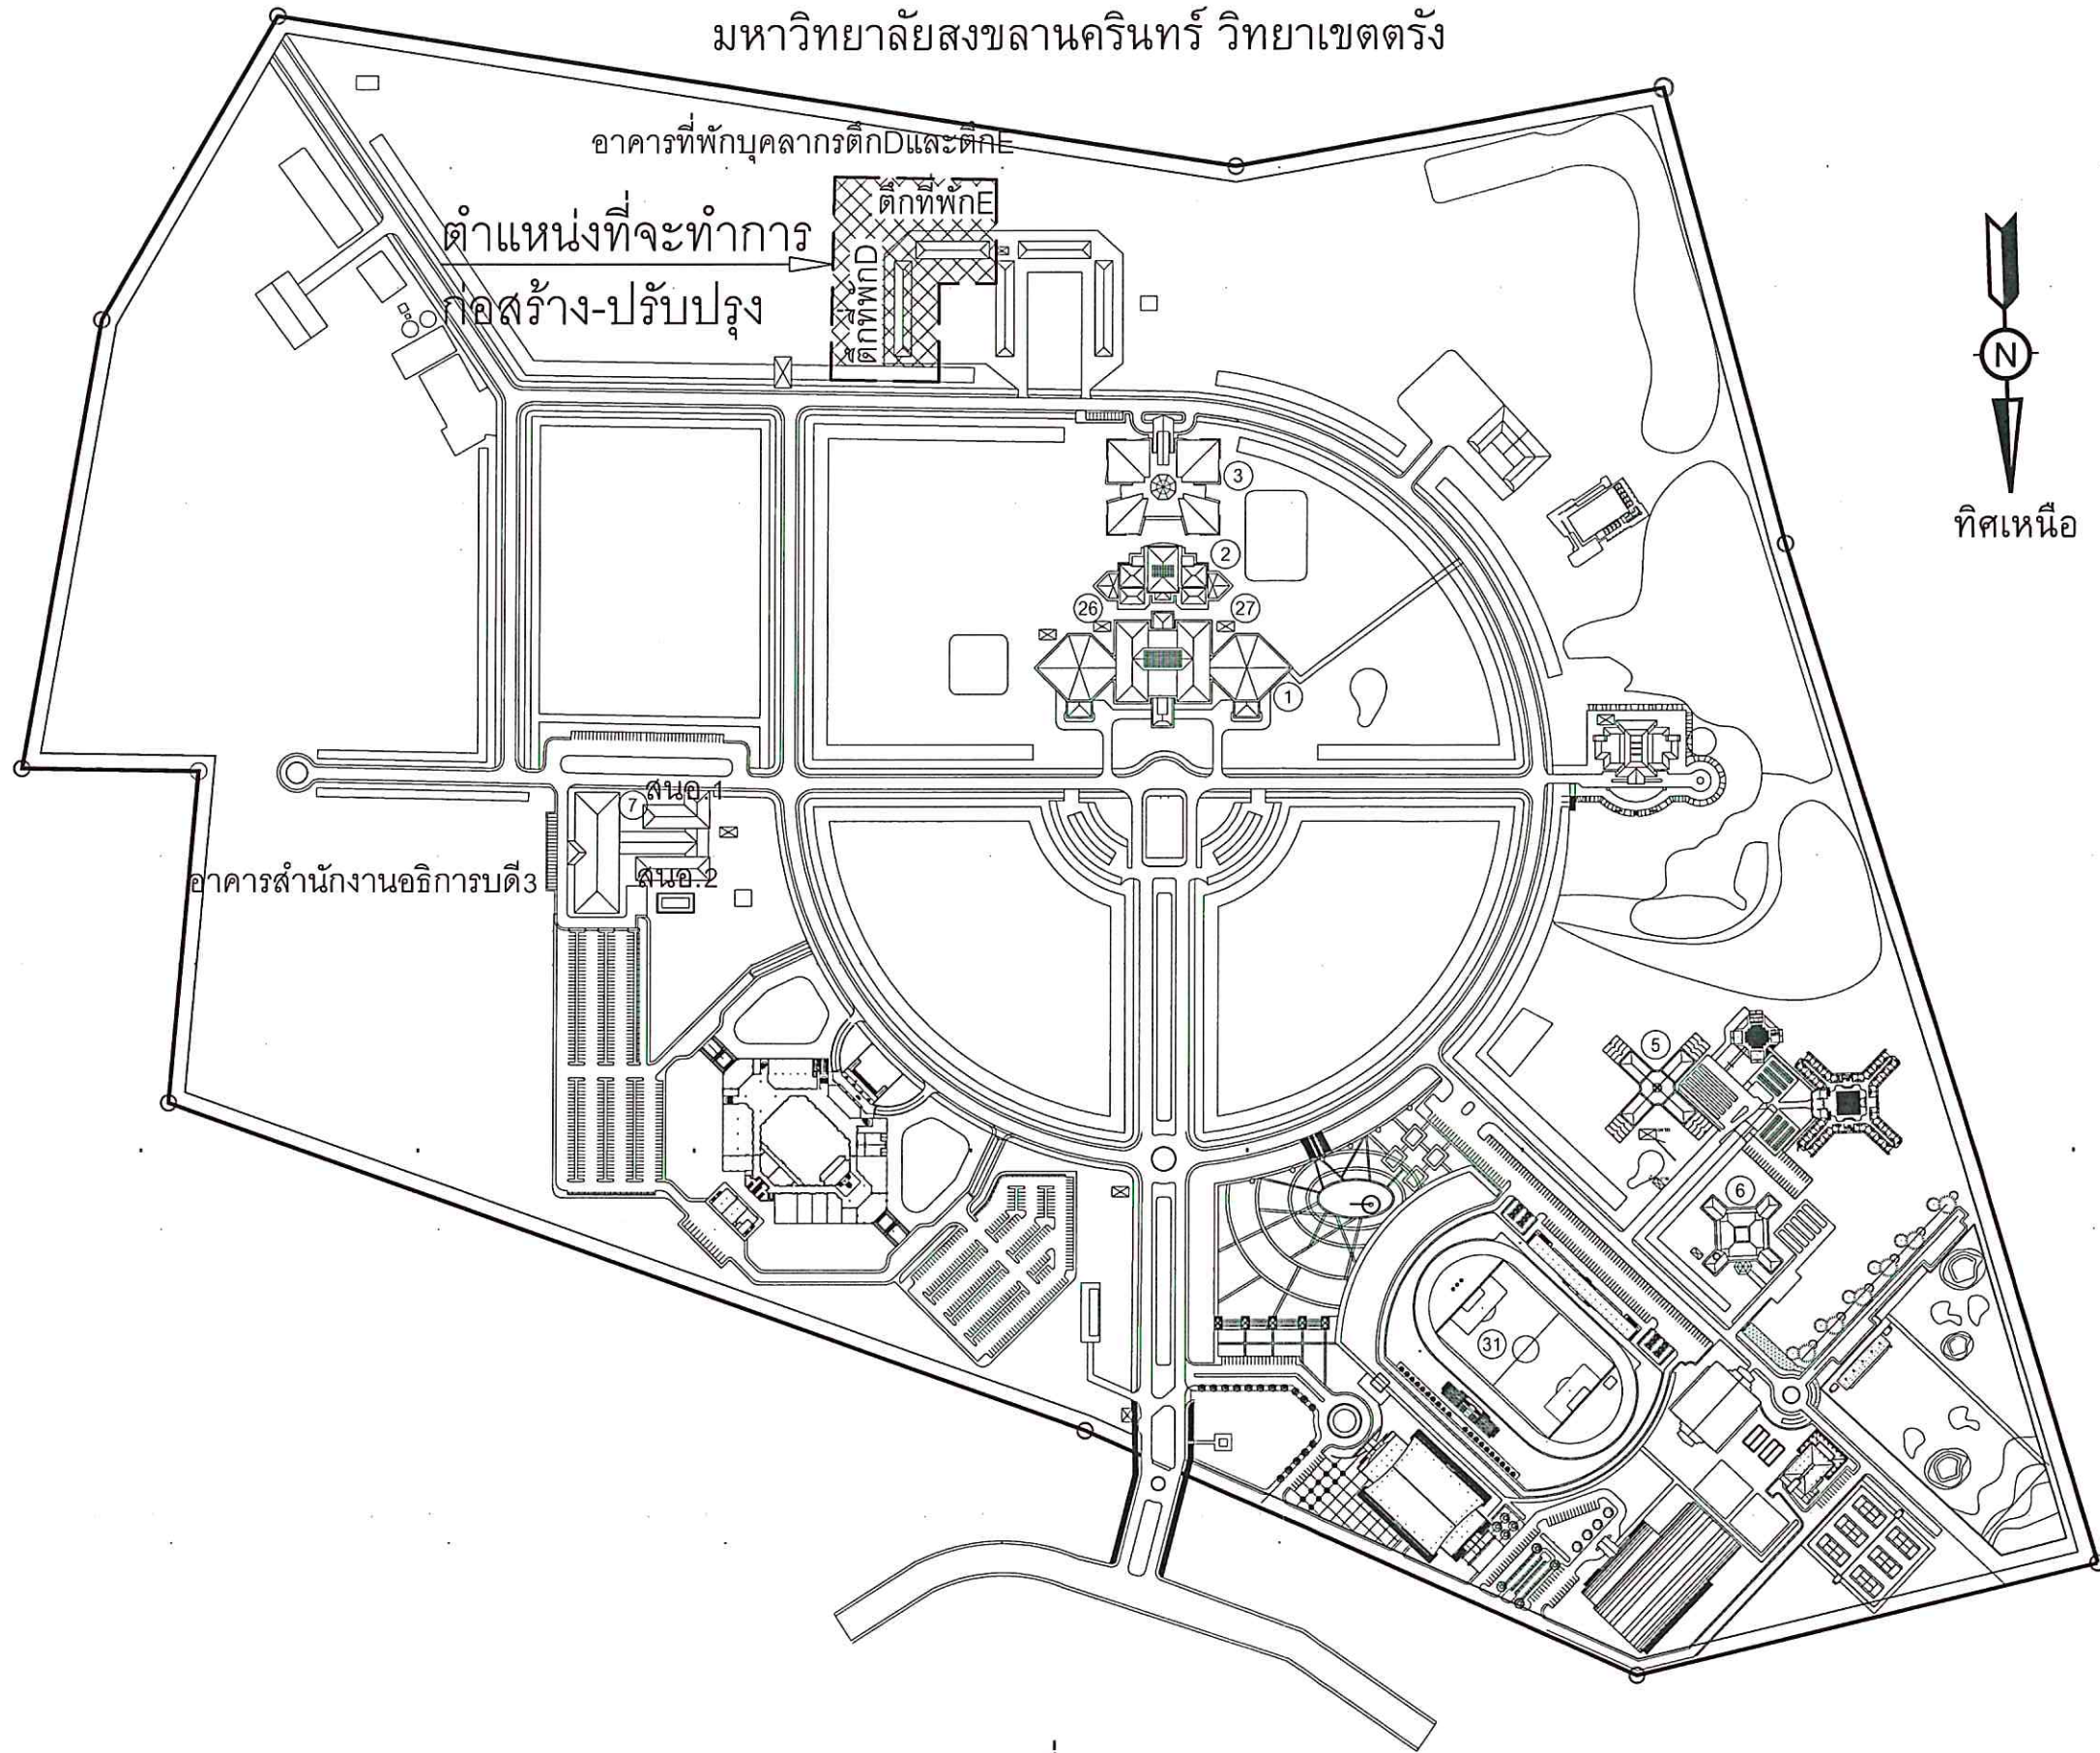 มหาวิทยาลัยสงขลานครินทร์ วิทยาเขตตรัง
อาคารที่พักบุคลากรตึกDและตึกE
ตึกที่พักE
ตำแหน่งที่จะทำการ
ก่อสร้าง-ปรับปรุง
ตึกที่พักD
N
ทิศเหนือ
3
2
26
27
1
สนอ.1
7
อาคารสำนักงานอธิการบดี3
สนอ.2
5
6
31